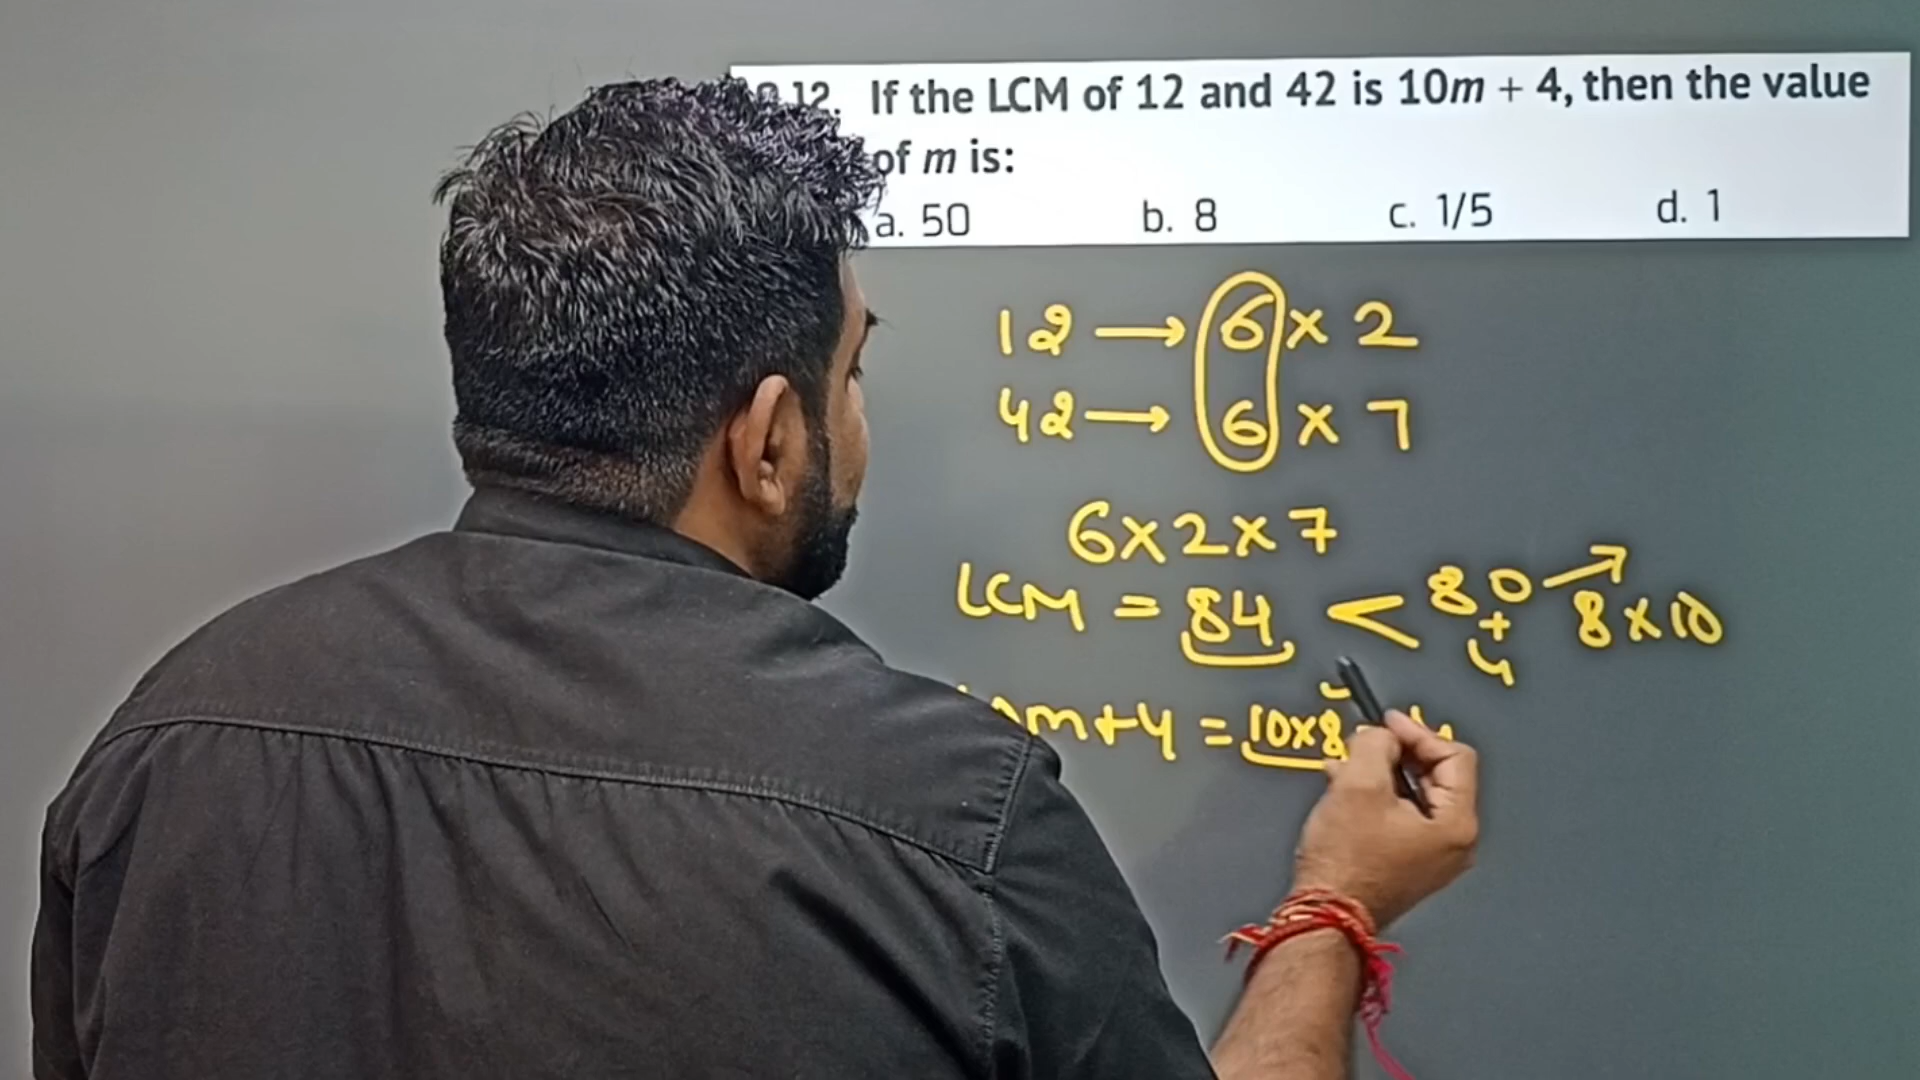 12. If the LCM of 12 and 42 is 10m + 4, then the value
of m is:
a. 50 b. 8 c. 1/5 d. 1
12 → 6 × 2
42 → 6 × 7
6 × 2 × 7
LCM = 84 < 80 + 4 → 8 × 10
m + 4 = 10 × 8